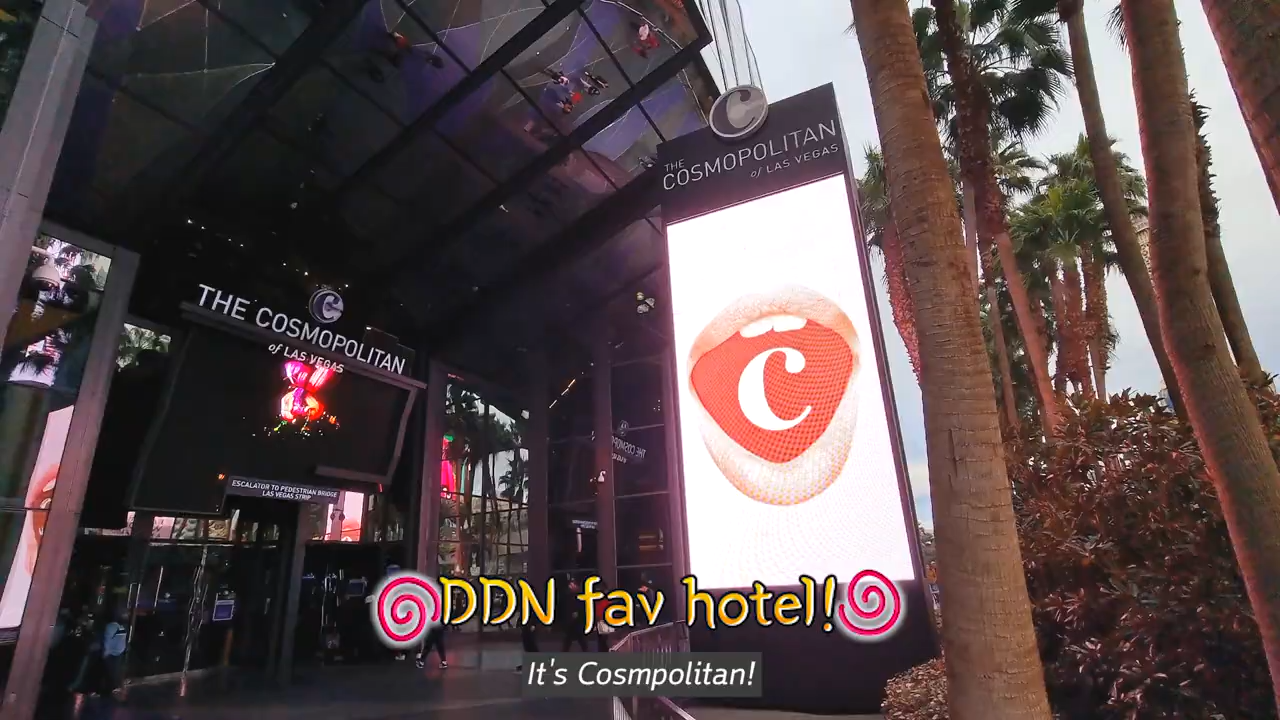 THE
COSMOPOLITAN
of LAS VEGAS
C
THE COSMOPOLITAN
of LAS VEGAS
C
C
ESCALATOR TO PEDESTRIAN BRIDGE
LAS VEGAS STRIP
DDN fav hotel!
It's Cosmpolitan!